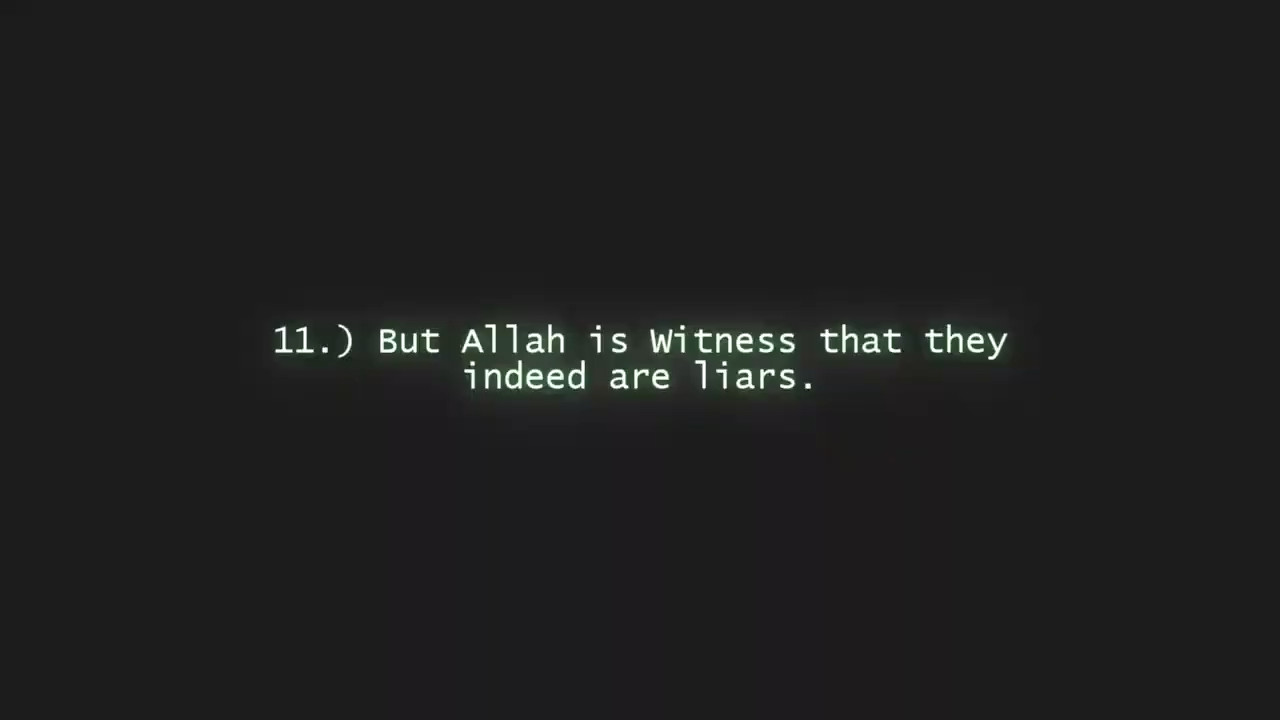 11.) But Allah is Witness that they
indeed are liars.